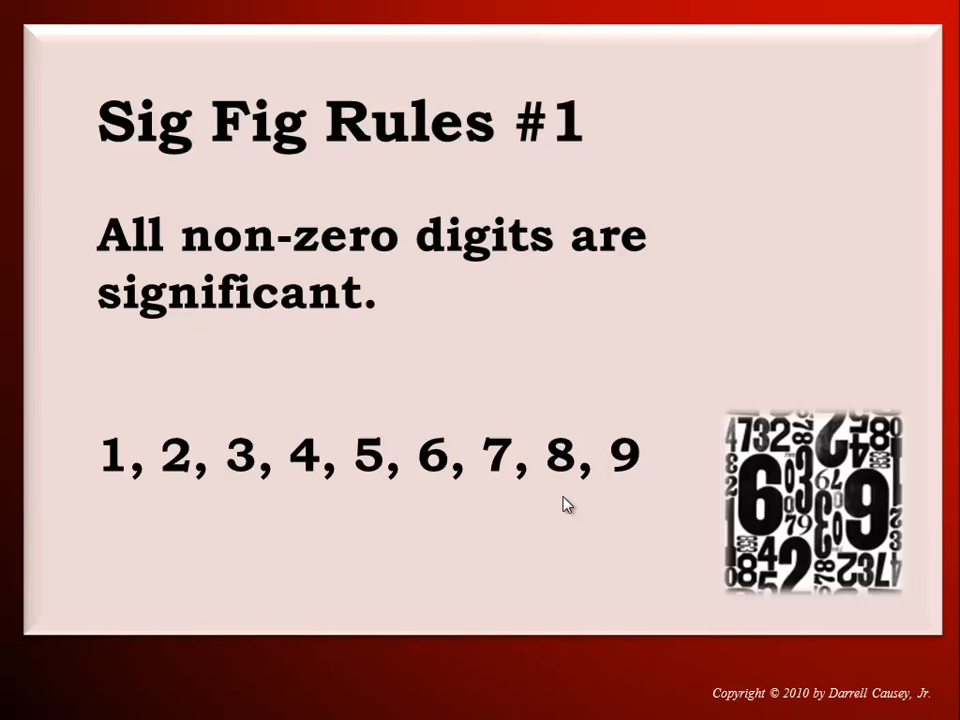 Sig Fig Rules #1
All non-zero digits are
significant.
1, 2, 3, 4, 5, 6, 7, 8, 9
Copyright © 2010 by Darrell Causey, Jr.